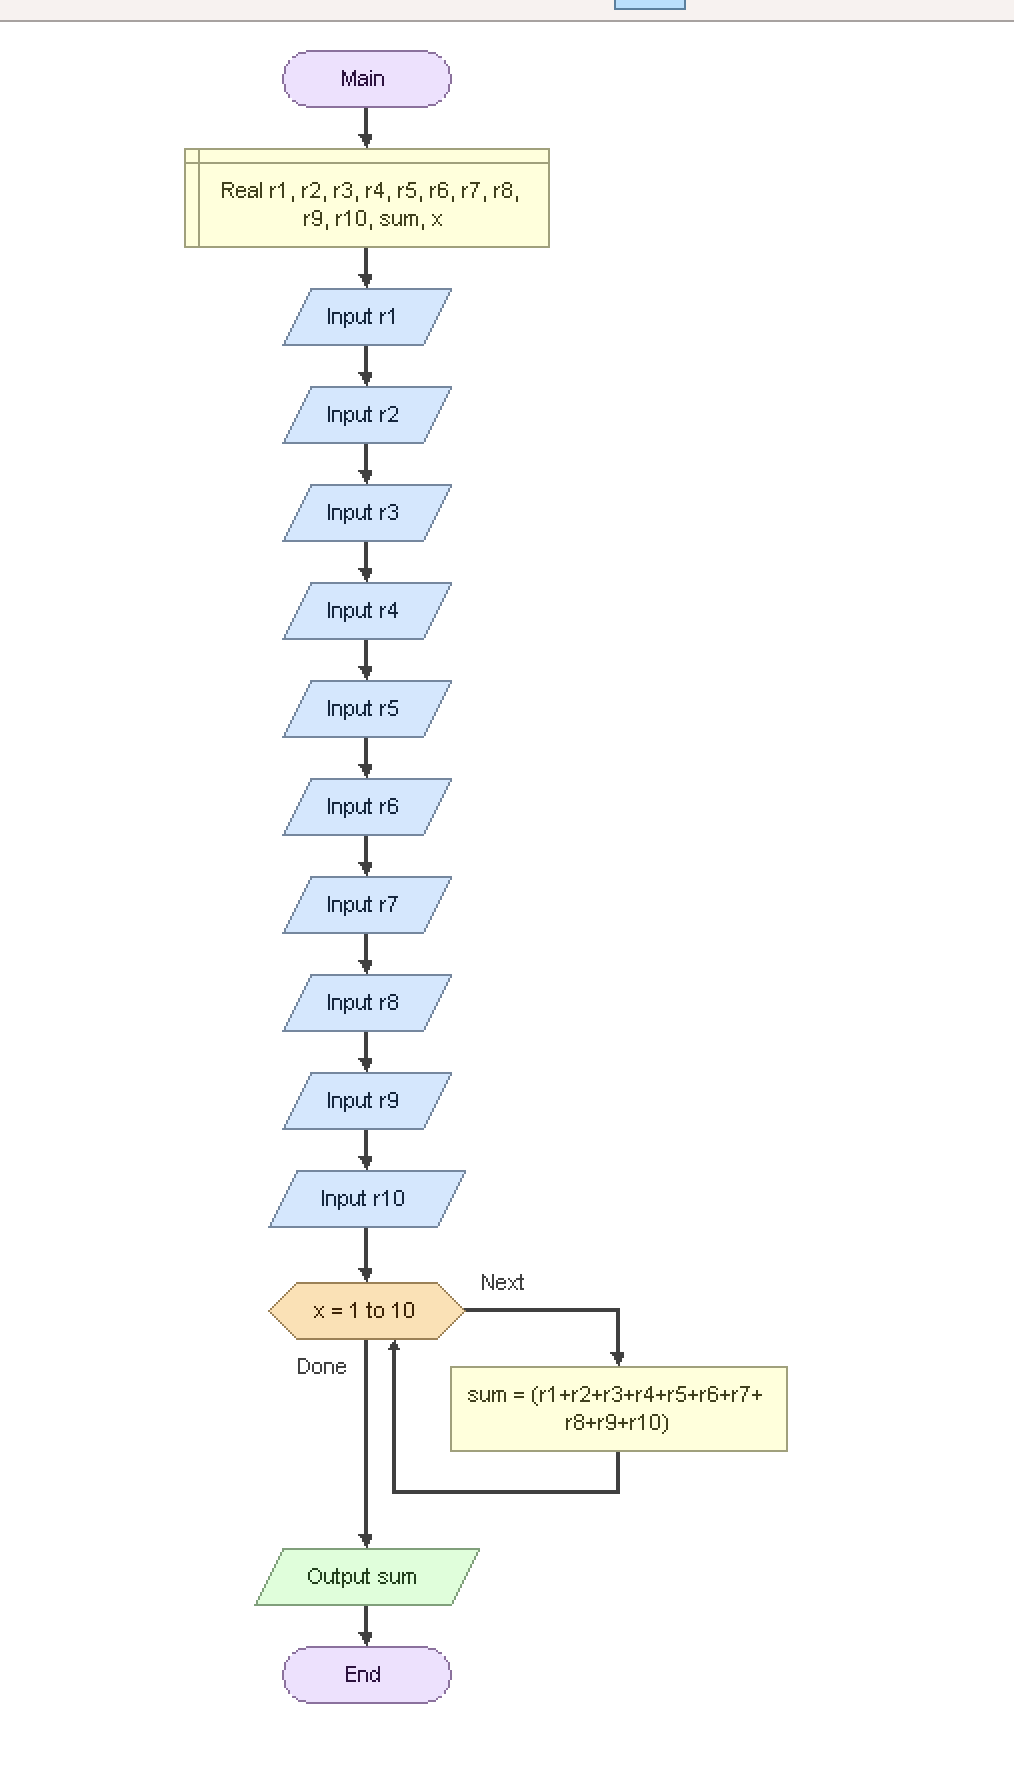 Main
Real r1, r2, r3, r4, r5, r6, r7, r8,
r9, r10, sum, x
Input r1
Input r2
Input r3
Input r4
Input r5
Input r6
Input r7
Input r8
Input r9
Input r10
Next
x = 1 to 10
Done
sum = (r1+r2+r3+r4+r5+r6+r7+
r8+r9+r10)
Output sum
End